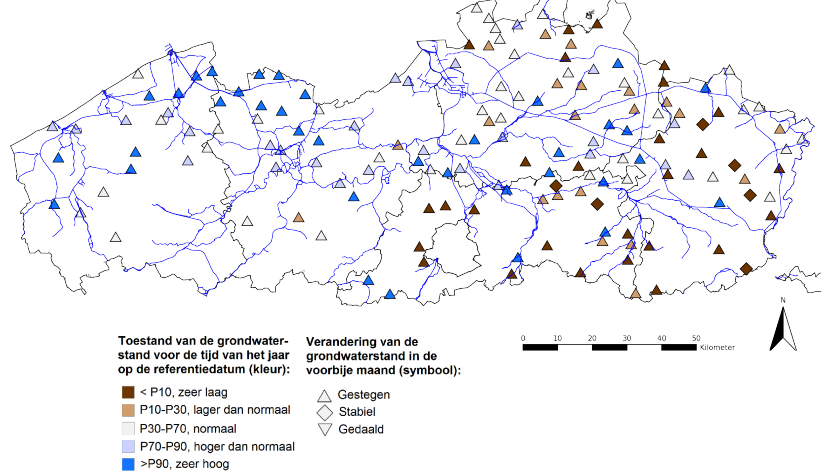 N
0 10 20 30 40 50
Kilometer
Toestand van de grondwater-
stand voor de tijd van het jaar
op de referentiedatum (kleur):
< P10, zeer laag
P10-P30, lager dan normaal
P30-P70, normaal
P70-P90, hoger dan normaal
>P90, zeer hoog
Verandering van de
grondwaterstand in de
voorbije maand (symbool):
Gestegen
Stabiel
Gedaald